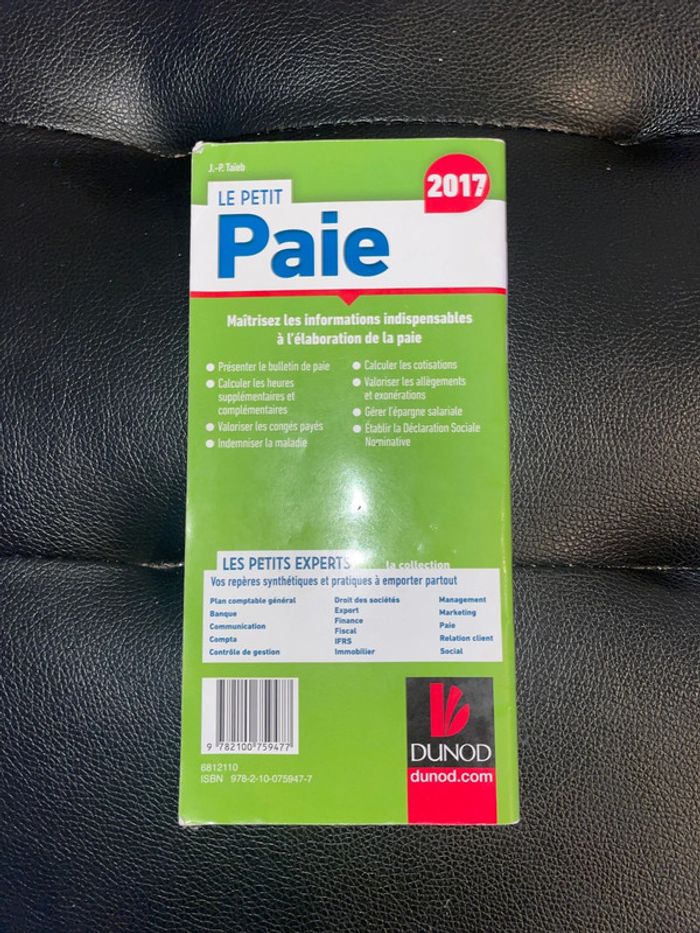 J.-P. Taïeb
LE PETIT
2017
Paie
Maîtrisez les informations indispensables
à l'élaboration de la paie
● Présenter le bulletin de paie
● Calculer les heures
supplémentaires et
complémentaires
● Valoriser les congés payés
● Indemniser la maladie
● Calculer les cotisations
● Valoriser les allègements
et exonérations
● Gérer l'épargne salariale
● Établir la Déclaration Sociale
Nominative
LES PETITS EXPERTS
la collection
Vos repères synthétiques et pratiques à emporter partout
Plan comptable général
Banque
Communication
Compta
Contrôle de gestion
Droit des sociétés
Export
Finance
Fiscal
IFRS
Immobilier
Management
Marketing
Paie
Relation client
Social
9 782100 759477
6812110
ISBN 978-2-10-075947-7
DUNOD
dunod.com